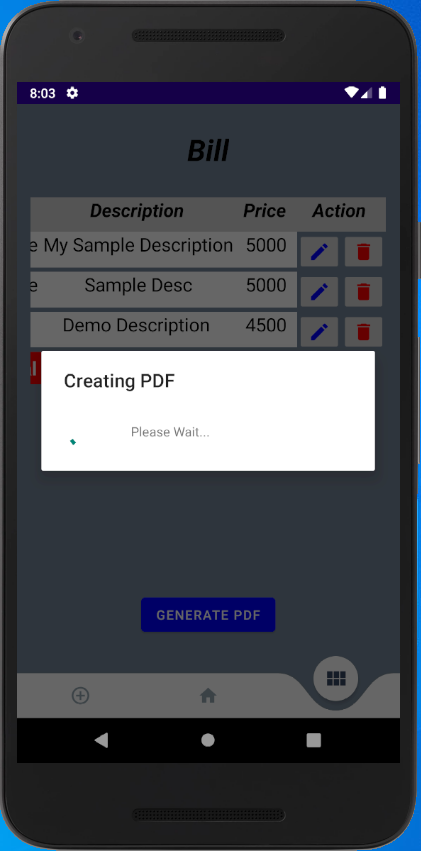 8:03
Bill
Description Price Action
e My Sample Description 5000
e Sample Desc 5000
Demo Description 4500
Creating PDF
Please Wait...
GENERATE PDF